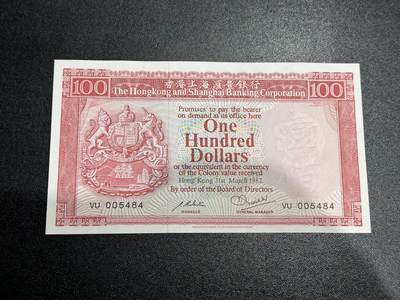 香港上海滙豐銀行
100 The Hongkong and Shanghai Banking Corporation 100
Promises to pay the bearer
on demand at its office here
One
Hundred
Dollars
or the equivalent in the currency
of the Colony value received
Hong Kong 31st March 1982
By order of the Board of Directors
VU 005484
VU 005484
MANAGER
GENERAL MANAGER